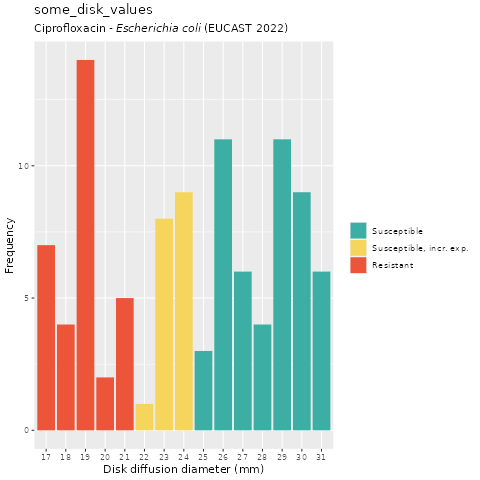 some_disk_values
Ciprofloxacin - Escherichia coli (EUCAST 2022)
Frequency
10
5
0
17 18 19 20 21 22 23 24 25 26 27 28 29 30 31
Disk diffusion diameter (mm)
Susceptible
Susceptible, incr. exp.
Resistant